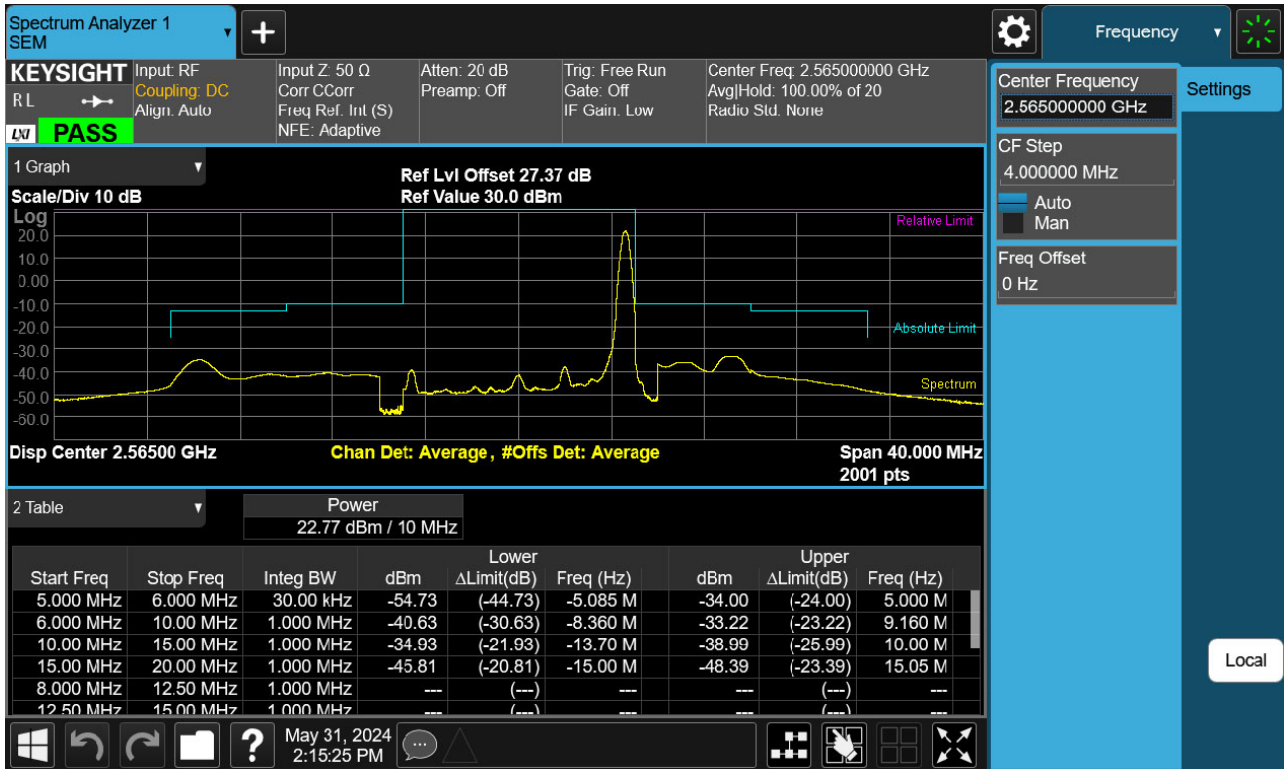 Spectrum Analyzer 1
SEM
+
Frequency
KEYSIGHT
R L
LXI
PASS
Input: RF
Coupling: DC
Align: Auto
Input Z: 50 Ω
Corr CCorr
Freq Ref: Int (S)
NFE: Adaptive
Atten: 20 dB
Preamp: Off
Trig: Free Run
Gate: Off
IF Gain: Low
Center Freq: 2.565000000 GHz
Avg|Hold: 100.00% of 20
Radio Std: None
Center Frequency
2.565000000 GHz
Settings
CF Step
4.000000 MHz
Auto
Man
Freq Offset
0 Hz
1 Graph
Scale/Div 10 dB
Ref Lvl Offset 27.37 dB
Ref Value 30.0 dBm
Log
20.0
10.0
0.00
-10.0
-20.0
-30.0
-40.0
-50.0
-60.0
Relative Limit
Absolute Limit
Spectrum
Disp Center 2.56500 GHz
Chan Det: Average , #Offs Det: Average
Span 40.000 MHz
2001 pts
2 Table
Power
22.77 dBm / 10 MHz
Lower Upper
Start Freq Stop Freq Integ BW dBm ΔLimit(dB) Freq (Hz) dBm ΔLimit(dB) Freq (Hz)
5.000 MHz 6.000 MHz 30.00 kHz -54.73 (-44.73) -5.085 M -34.00 (-24.00) 5.000 M
6.000 MHz 10.00 MHz 1.000 MHz -40.63 (-30.63) -8.360 M -33.22 (-23.22) 9.160 M
10.00 MHz 15.00 MHz 1.000 MHz -34.93 (-21.93) -13.70 M -38.99 (-25.99) 10.00 M
15.00 MHz 20.00 MHz 1.000 MHz -45.81 (-20.81) -15.00 M -48.39 (-23.39) 15.05 M
8.000 MHz 12.50 MHz 1.000 MHz --- (---) --- --- (---) ---
12.50 MHz 15.00 MHz 1.000 MHz --- (---) --- --- (---) ---
Local
?
May 31, 2024
2:15:25 PM